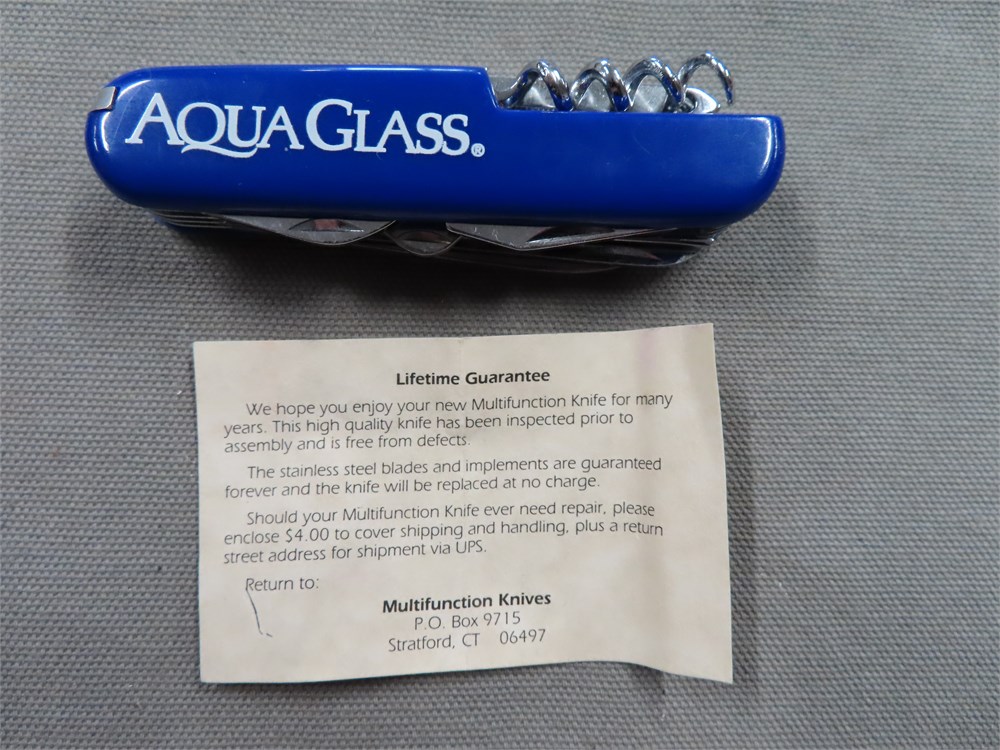 AQUA GLASS®
Lifetime Guarantee
We hope you enjoy your new Multifunction Knife for many
years. This high quality knife has been inspected prior to
assembly and is free from defects.
The stainless steel blades and implements are guaranteed
forever and the knife will be replaced at no charge.
Should your Multifunction Knife ever need repair, please
enclose $4.00 to cover shipping and handling, plus a return
street address for shipment via UPS.
Return to:
Multifunction Knives
P.O. Box 9715
Stratford, CT 06497